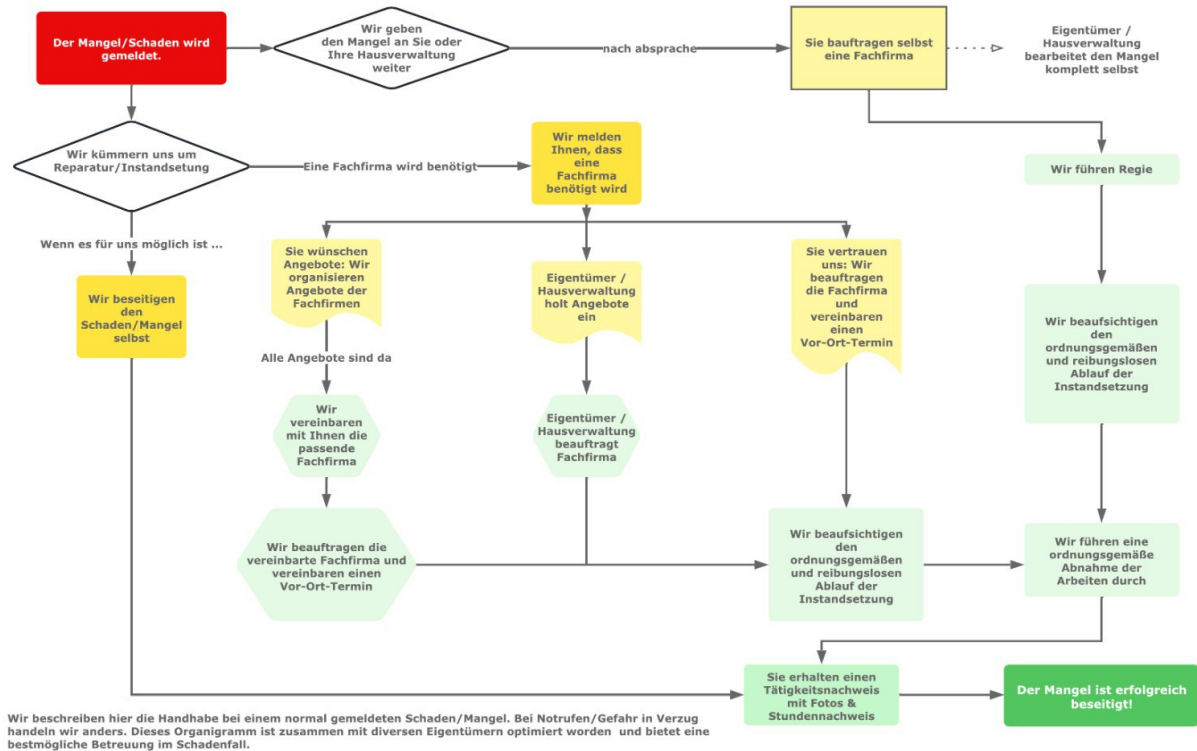 Der Mangel/Schaden wird
gemeldet.
Wir geben
den Mangel an Sie oder
Ihre Hausverwaltung
weiter
nach absprache
Sie bauftragen selbst
eine Fachfirma
Eigentümer /
Hausverwaltung
bearbeitet den Mangel
komplett selbst
Wir kümmern uns um
Reparatur/Instandsetung
Eine Fachfirma wird benötigt
Wir melden
Ihnen, dass
eine
Fachfirma
benötigt wird
Wir führen Regie
Wenn es für uns möglich ist ...
Wir beseitigen
den
Schaden/Mangel
selbst
Sie wünschen
Angebote: Wir
organisieren
Angebote der
Fachfirmen
Eigentümer /
Hausverwaltung
holt Angebote
ein
Sie vertrauen
uns: Wir
beauftragen
die Fachfirma
und
vereinbaren
einen
Vor-Ort-Termin
Wir beaufsichtigen
den
ordnungsgemäßen
und reibungslosen
Ablauf der
Instandsetzung
Alle Angebote sind da
Wir
vereinbaren
mit Ihnen die
passende
Fachfirma
Eigentümer /
Hausverwaltung
beauftragt
Fachfirma
Wir beauftragen die
vereinbarte Fachfirma und
vereinbaren einen
Vor-Ort-Termin
Wir beaufsichtigen
den
ordnungsgemäßen
und reibungslosen
Ablauf der
Instandsetzung
Wir führen eine
ordnungsgemäße
Abnahme der
Arbeiten durch
Sie erhalten einen
Tätigkeitsnachweis
mit Fotos &
Stundennachweis
Der Mangel ist erfolgreich
beseitigt!
Wir beschreiben hier die Handhabe bei einem normal gemeldeten Schaden/Mangel. Bei Notrufen/Gefahr in Verzug
handeln wir anders. Dieses Organigramm ist zusammen mit diversen Eigentümern optimiert worden und bietet eine
bestmögliche Betreuung im Schadenfall.